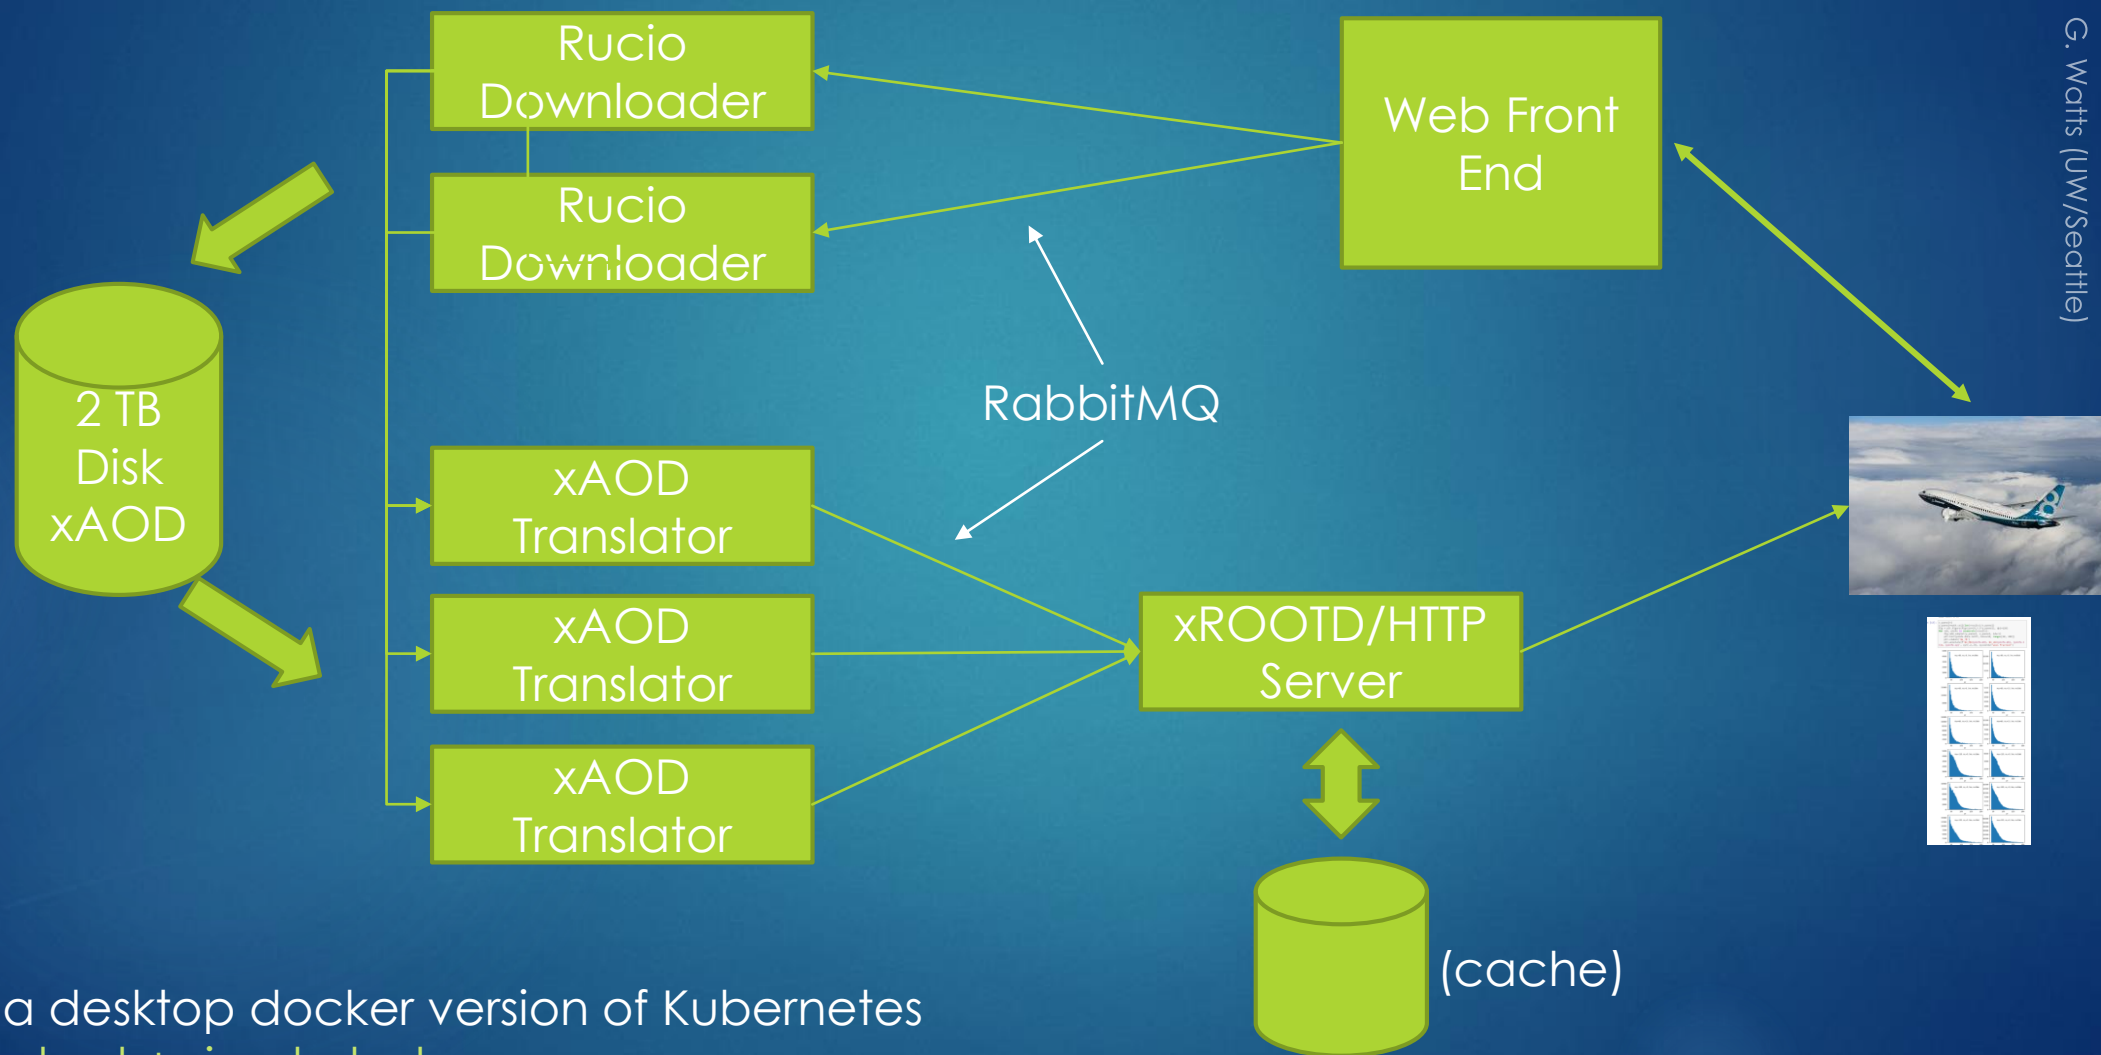 Rucio
Downloader
Web Front
End
G. Watts (UW/Seattle)
Rucio
Downloader
2 TB
Disk
xAOD
RabbitMQ
xAOD
Translator
xAOD
Translator
xROOTD/HTTP
Server
xAOD
Translator
(cache)
a desktop docker version of Kubernetes